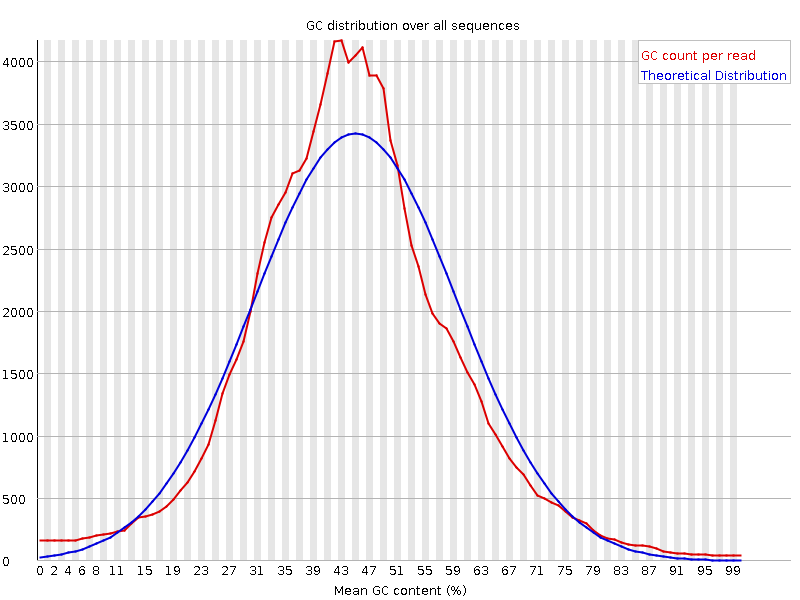 GC distribution over all sequences
GC count per read
Theoretical Distribution
4000
3500
3000
2500
2000
1500
1000
500
0
0 2 4 6 8 11 15 19 23 27 31 35 39 43 47 51 55 59 63 67 71 75 79 83 87 91 95 99
Mean GC content (%)